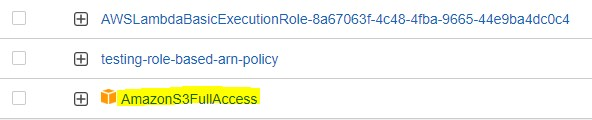 AWSLambdaBasicExecutionRole-8a67063f-4c48-4fba-9665-44e9ba4dc0c4
testing-role-based-arn-policy
AmazonS3FullAccess